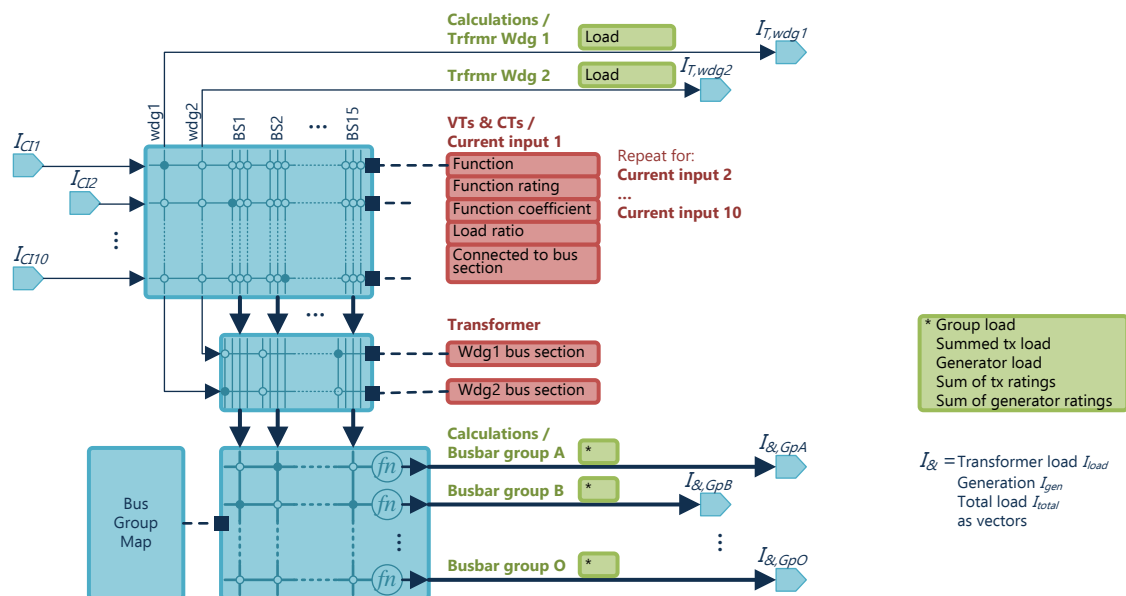 Calculations /
Trfrmr Wdg 1
Load
I_T,wdg1
Trfrmr Wdg 2
Load
I_T,wdg2
wdg1
wdg2
BS1
BS2
...
BS15
I_CI1
I_CI2
...
I_CI10
VTs & CTs /
Current input 1
Function
Function rating
Function coefficient
Load ratio
Connected to bus
section
Repeat for:
Current input 2
...
Current input 10
...
Transformer
Wdg1 bus section
Wdg2 bus section
* Group load
Summed tx load
Generator load
Sum of tx ratings
Sum of generator ratings
Bus
Group
Map
Calculations /
Busbar group A
*
fn
I_&,GpA
Busbar group B
*
fn
I_&,GpB
...
...
Busbar group O
*
fn
I_&,GpO
I_& = Transformer load I_load
Generation I_gen
Total load I_total
as vectors